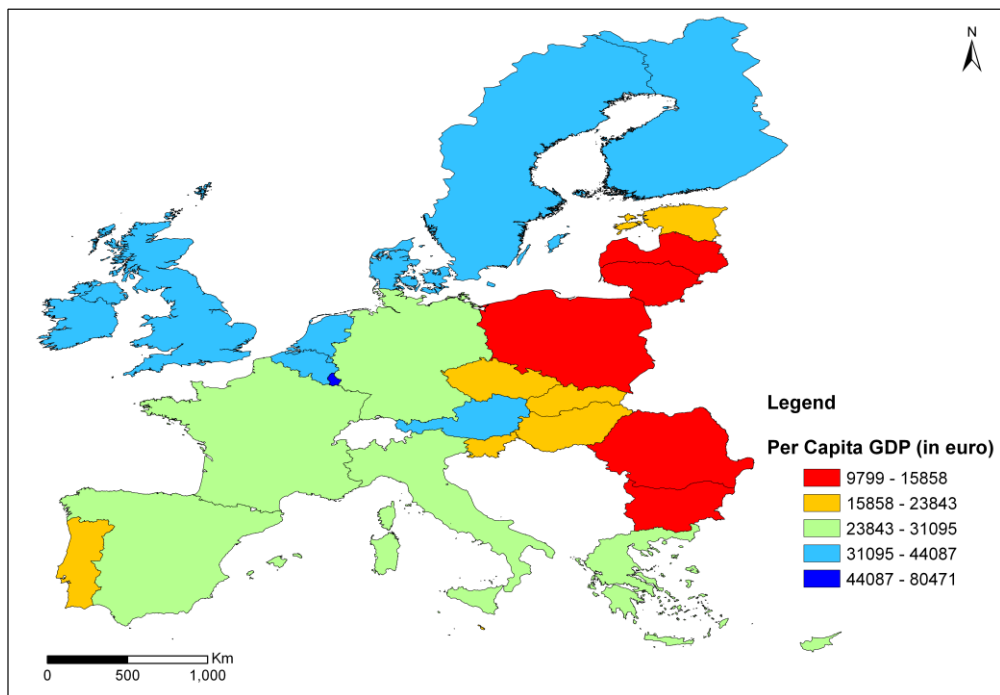 N
Legend
Per Capita GDP (in euro)
9799 - 15858
15858 - 23843
23843 - 31095
31095 - 44087
44087 - 80471
Km
0 500 1,000